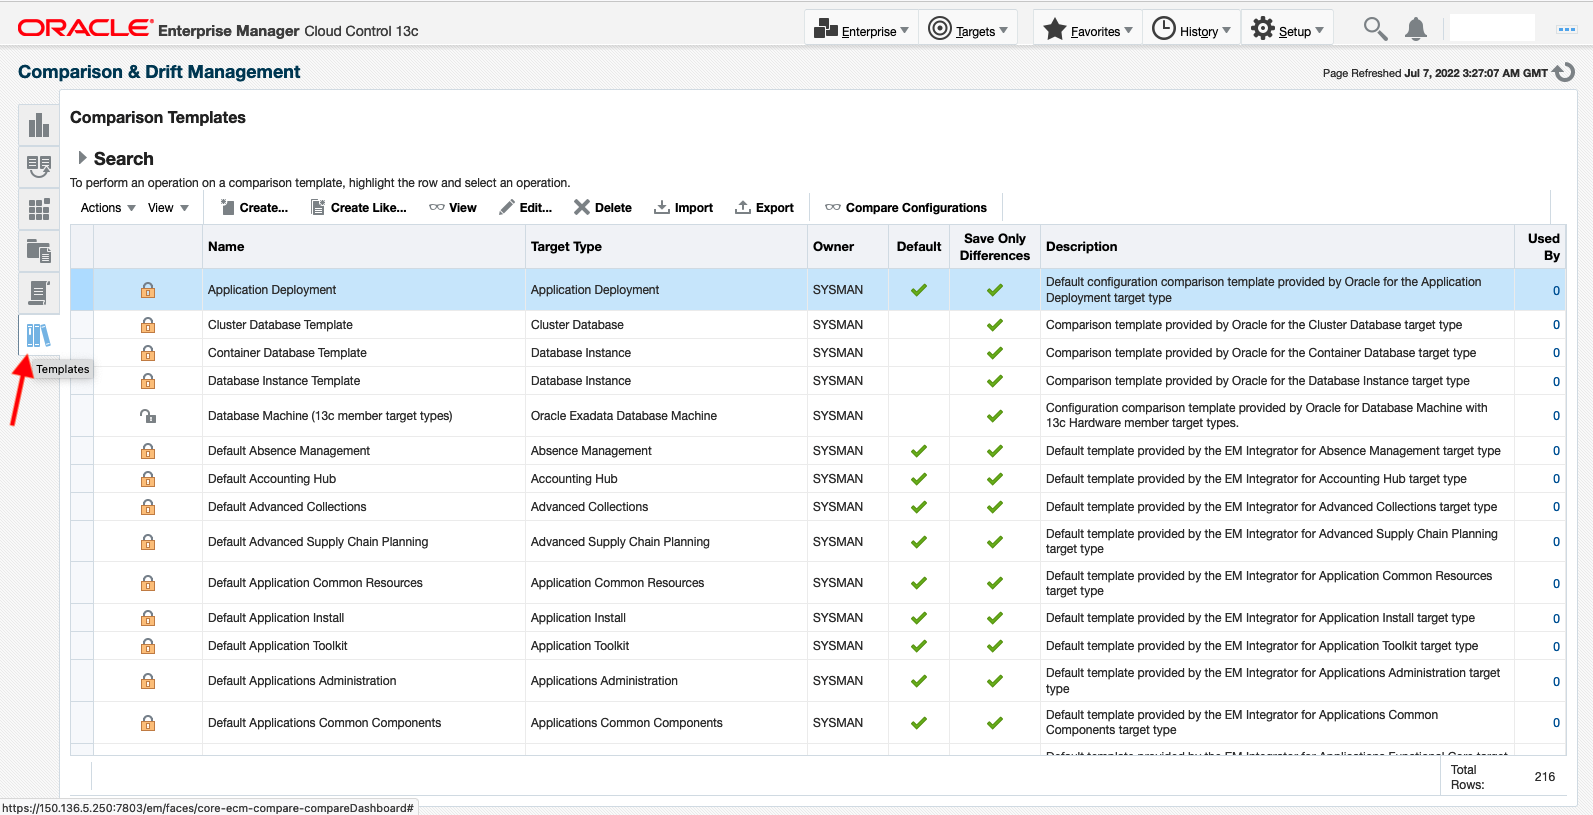 ORACLE® Enterprise Manager Cloud Control 13c
Enterprise
Targets
Favorites
History
Setup
Comparison & Drift Management
Page Refreshed Jul 7, 2022 3:27:07 AM GMT
Comparison Templates
Search
To perform an operation on a comparison template, highlight the row and select an operation.
Actions View Create... Create Like... View Edit... Delete Import Export Compare Configurations
Name Target Type Owner Default Save Only Differences Description Used By
Application Deployment Application Deployment SYSMAN Default configuration comparison template provided by Oracle for the Application
Deployment target type 0
Cluster Database Template Cluster Database SYSMAN Comparison template provided by Oracle for the Cluster Database target type 0
Container Database Template Database Instance SYSMAN Comparison template provided by Oracle for the Container Database target type 0
Templates
Database Instance Template Database Instance SYSMAN Comparison template provided by Oracle for the Database Instance target type 0
Database Machine (13c member target types) Oracle Exadata Database Machine SYSMAN Configuration comparison template provided by Oracle for Database Machine with
13c Hardware member target types. 0
Default Absence Management Absence Management SYSMAN Default template provided by the EM Integrator for Absence Management target type 0
Default Accounting Hub Accounting Hub SYSMAN Default template provided by the EM Integrator for Accounting Hub target type 0
Default Advanced Collections Advanced Collections SYSMAN Default template provided by the EM Integrator for Advanced Collections target type 0
Default Advanced Supply Chain Planning Advanced Supply Chain Planning SYSMAN Default template provided by the EM Integrator for Advanced Supply Chain Planning
target type 0
Default Application Common Resources Application Common Resources SYSMAN Default template provided by the EM Integrator for Application Common Resources
target type 0
Default Application Install Application Install SYSMAN Default template provided by the EM Integrator for Application Install target type 0
Default Application Toolkit Application Toolkit SYSMAN Default template provided by the EM Integrator for Application Toolkit target type 0
Default Applications Administration Applications Administration SYSMAN Default template provided by the EM Integrator for Applications Administration target
type 0
Default Applications Common Components Applications Common Components SYSMAN Default template provided by the EM Integrator for Applications Common
Components target type 0
Default template provided by the EM Integrator for Applications Functional Core target
Total Rows: 216
https://150.136.5.250:7803/em/faces/core-ecm-compare-compareDashboard#